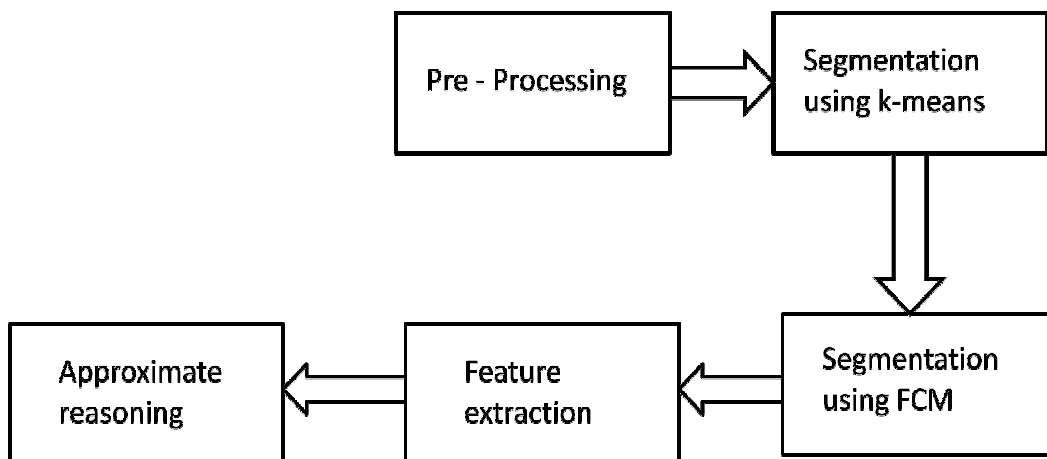 Pre - Processing
Segmentation
using k-means
Segmentation
using FCM
Feature
extraction
Approximate
reasoning